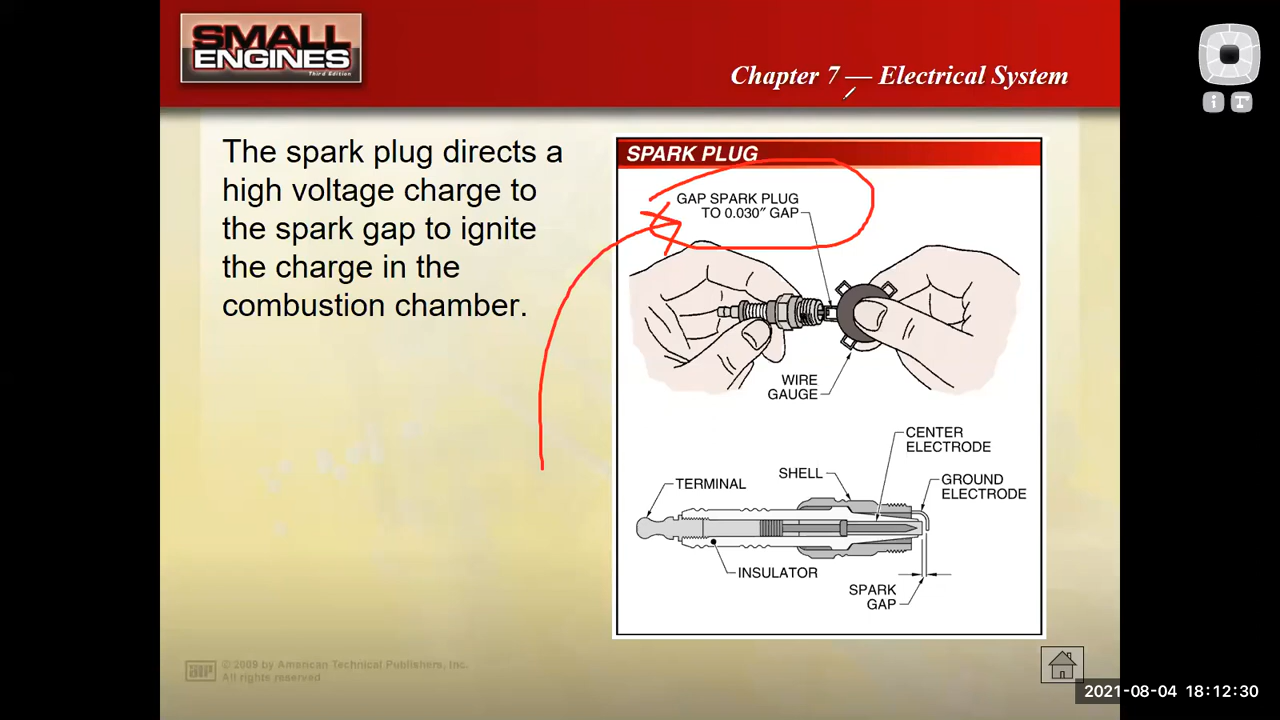 SMALL
ENGINES
Third Edition
Chapter 7 — Electrical System
The spark plug directs a
high voltage charge to
the spark gap to ignite
the charge in the
combustion chamber.
SPARK PLUG
GAP SPARK PLUG
TO 0.030″ GAP
WIRE
GAUGE
CENTER
ELECTRODE
SHELL
GROUND
ELECTRODE
TERMINAL
INSULATOR
SPARK
GAP
atp
© 2009 by American Technical Publishers, Inc.
All rights reserved
2021-08-04 18:12:30
i
T